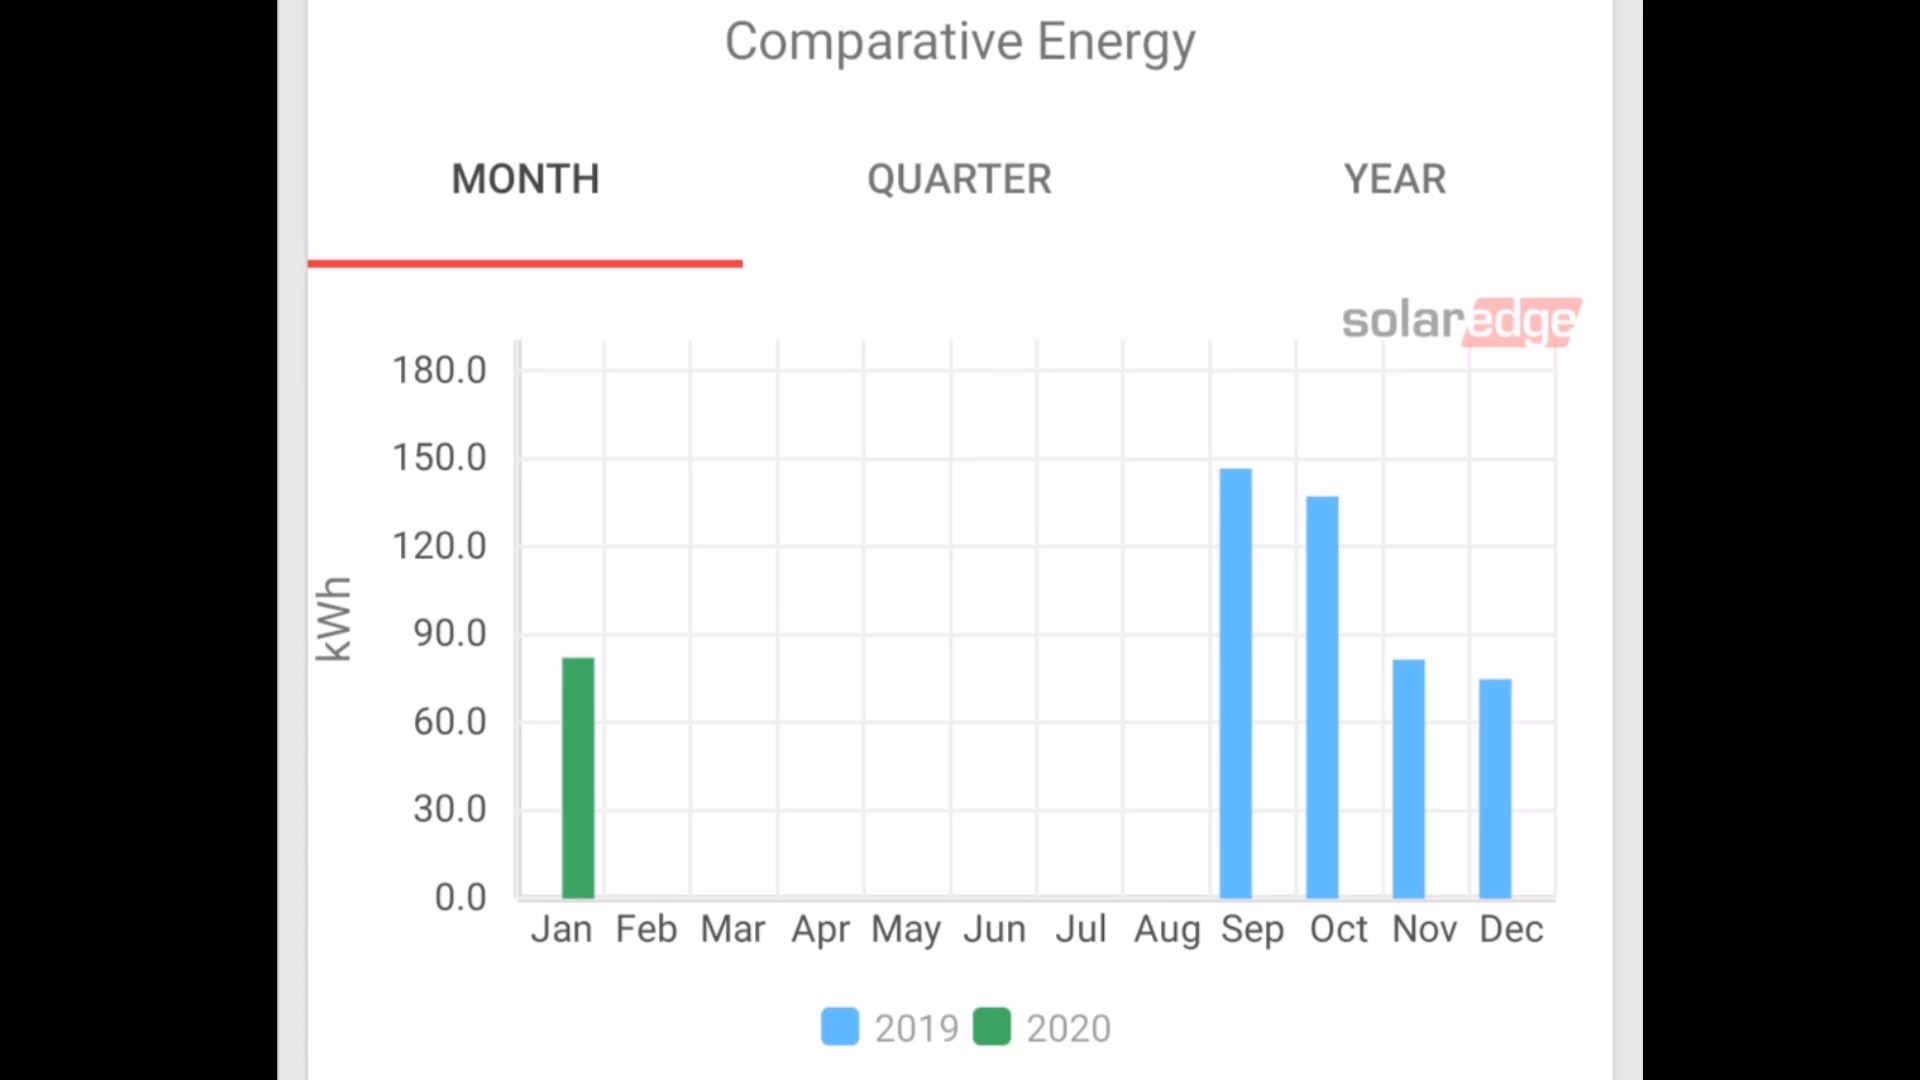 Comparative Energy
MONTH QUARTER YEAR
solaredge
180.0
150.0
120.0
90.0
60.0
30.0
0.0
kWh
Jan Feb Mar Apr May Jun Jul Aug Sep Oct Nov Dec
2019 2020